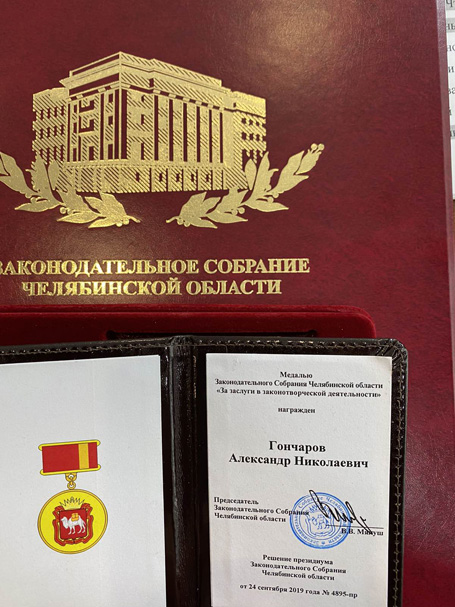 ЗАКОНОДАТЕЛЬНОЕ СОБРАНИЕ
ЧЕЛЯБИНСКОЙ ОБЛАСТИ
Медалью
Законодательного Собрания Челябинской области
«За заслуги в законотворческой деятельности»
награжден
Гончаров
Александр Николаевич
Председатель
Законодательного Собрания
Челябинской области
В.В. Мякуш
Решение президиума
Законодательного Собрания
Челябинской области
от 24 сентября 2019 года № 4895-пр